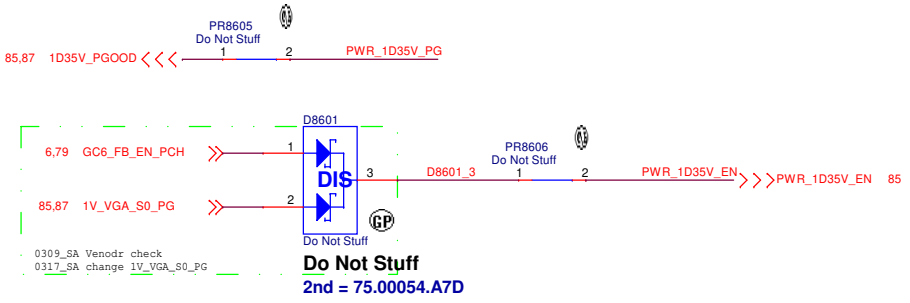 PR8605
Do Not Stuff
85,87 1D35V_PGOOD 1 2 PWR_1D35V_PG
D8601
6,79 GC6_FB_EN_PCH 1
PR8606
Do Not Stuff
DIS 3 D8601_3 1 2 PWR_1D35V_EN PWR_1D35V_EN 85
85,87 1V_VGA_S0_PG 2
GP
Do Not Stuff
0309_SA Venodr check
0317_SA change 1V_VGA_S0_PG
Do Not Stuff
2nd = 75.00054.A7D